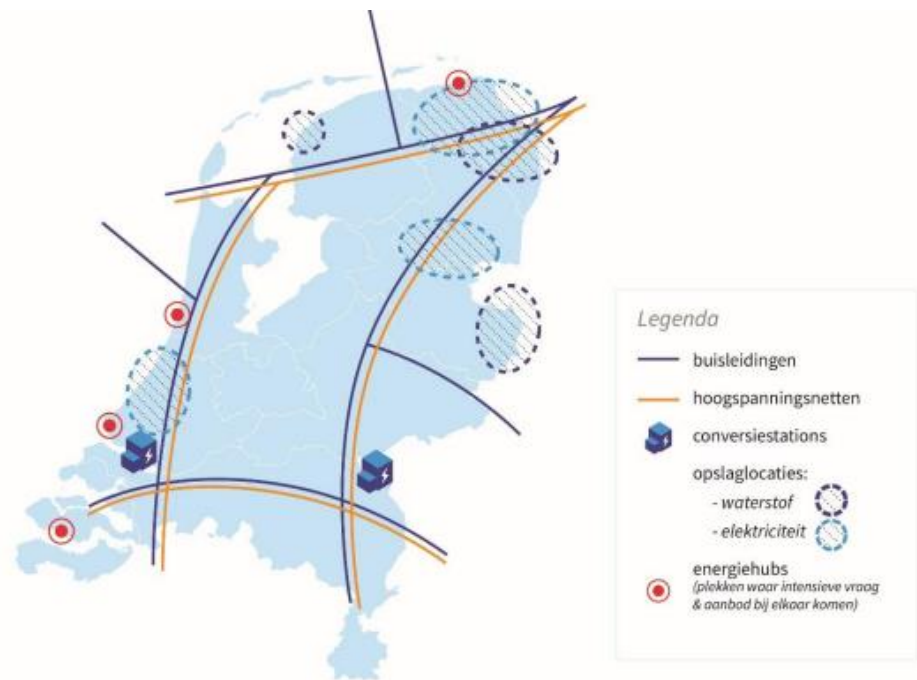 Legenda
buisleidingen
hoogspanningsnetten
conversiestations
opslaglocaties:
- waterstof
- elektriciteit
energiehubs
(plekken waar intensieve vraag
& aanbod bij elkaar komen)